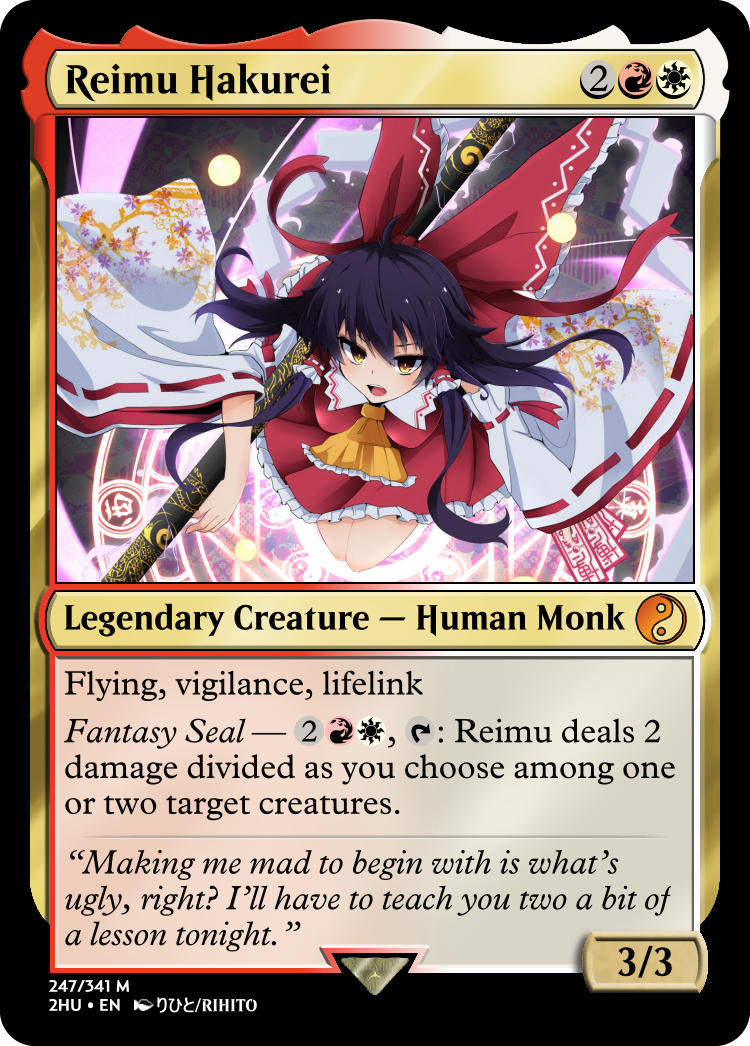 Reimu Hakurei 2
Legendary Creature — Human Monk
Flying, vigilance, lifelink
Fantasy Seal — 2, : Reimu deals 2
damage divided as you choose among one
or two target creatures.
“Making me mad to begin with is what’s
ugly, right? I’ll have to teach you two a bit of
a lesson tonight.”
3/3
247/341 M
2HU • EN りひと/RIHITO